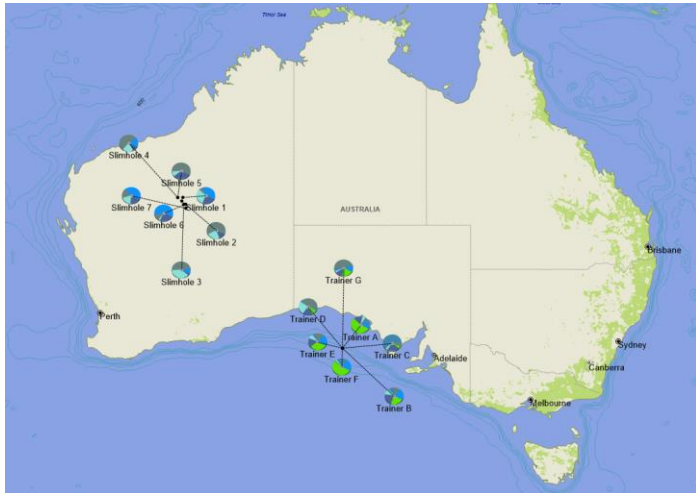 Timor Sea
Slimhole 4
Slimhole 5
Slimhole 7
Slimhole 1
Slimhole 6
AUSTRALIA
Slimhole 2
Brisbane
Slimhole 3
Trainer G
Perth
Trainer D
Trainer A
Trainer E
Trainer C
Sydney
Adelaide
Canberra
Trainer F
Melbourne
Trainer B